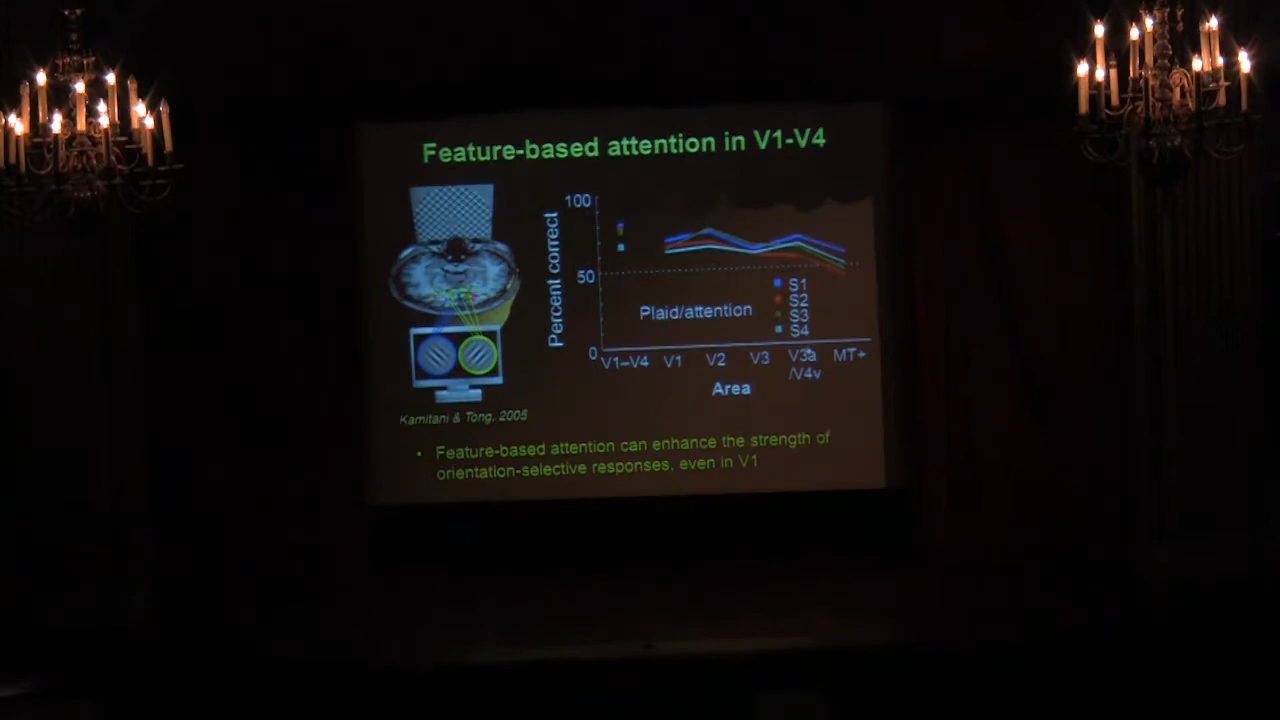 Feature-based attention in V1-V4
Percent correct
100
50
0
Plaid/attention
S1
S2
S3
S4
V1–V4 V1 V2 V3 V3a MT+
/V4v
Area
Kamitani & Tong, 2005
• Feature-based attention can enhance the strength of
orientation-selective responses, even in V1